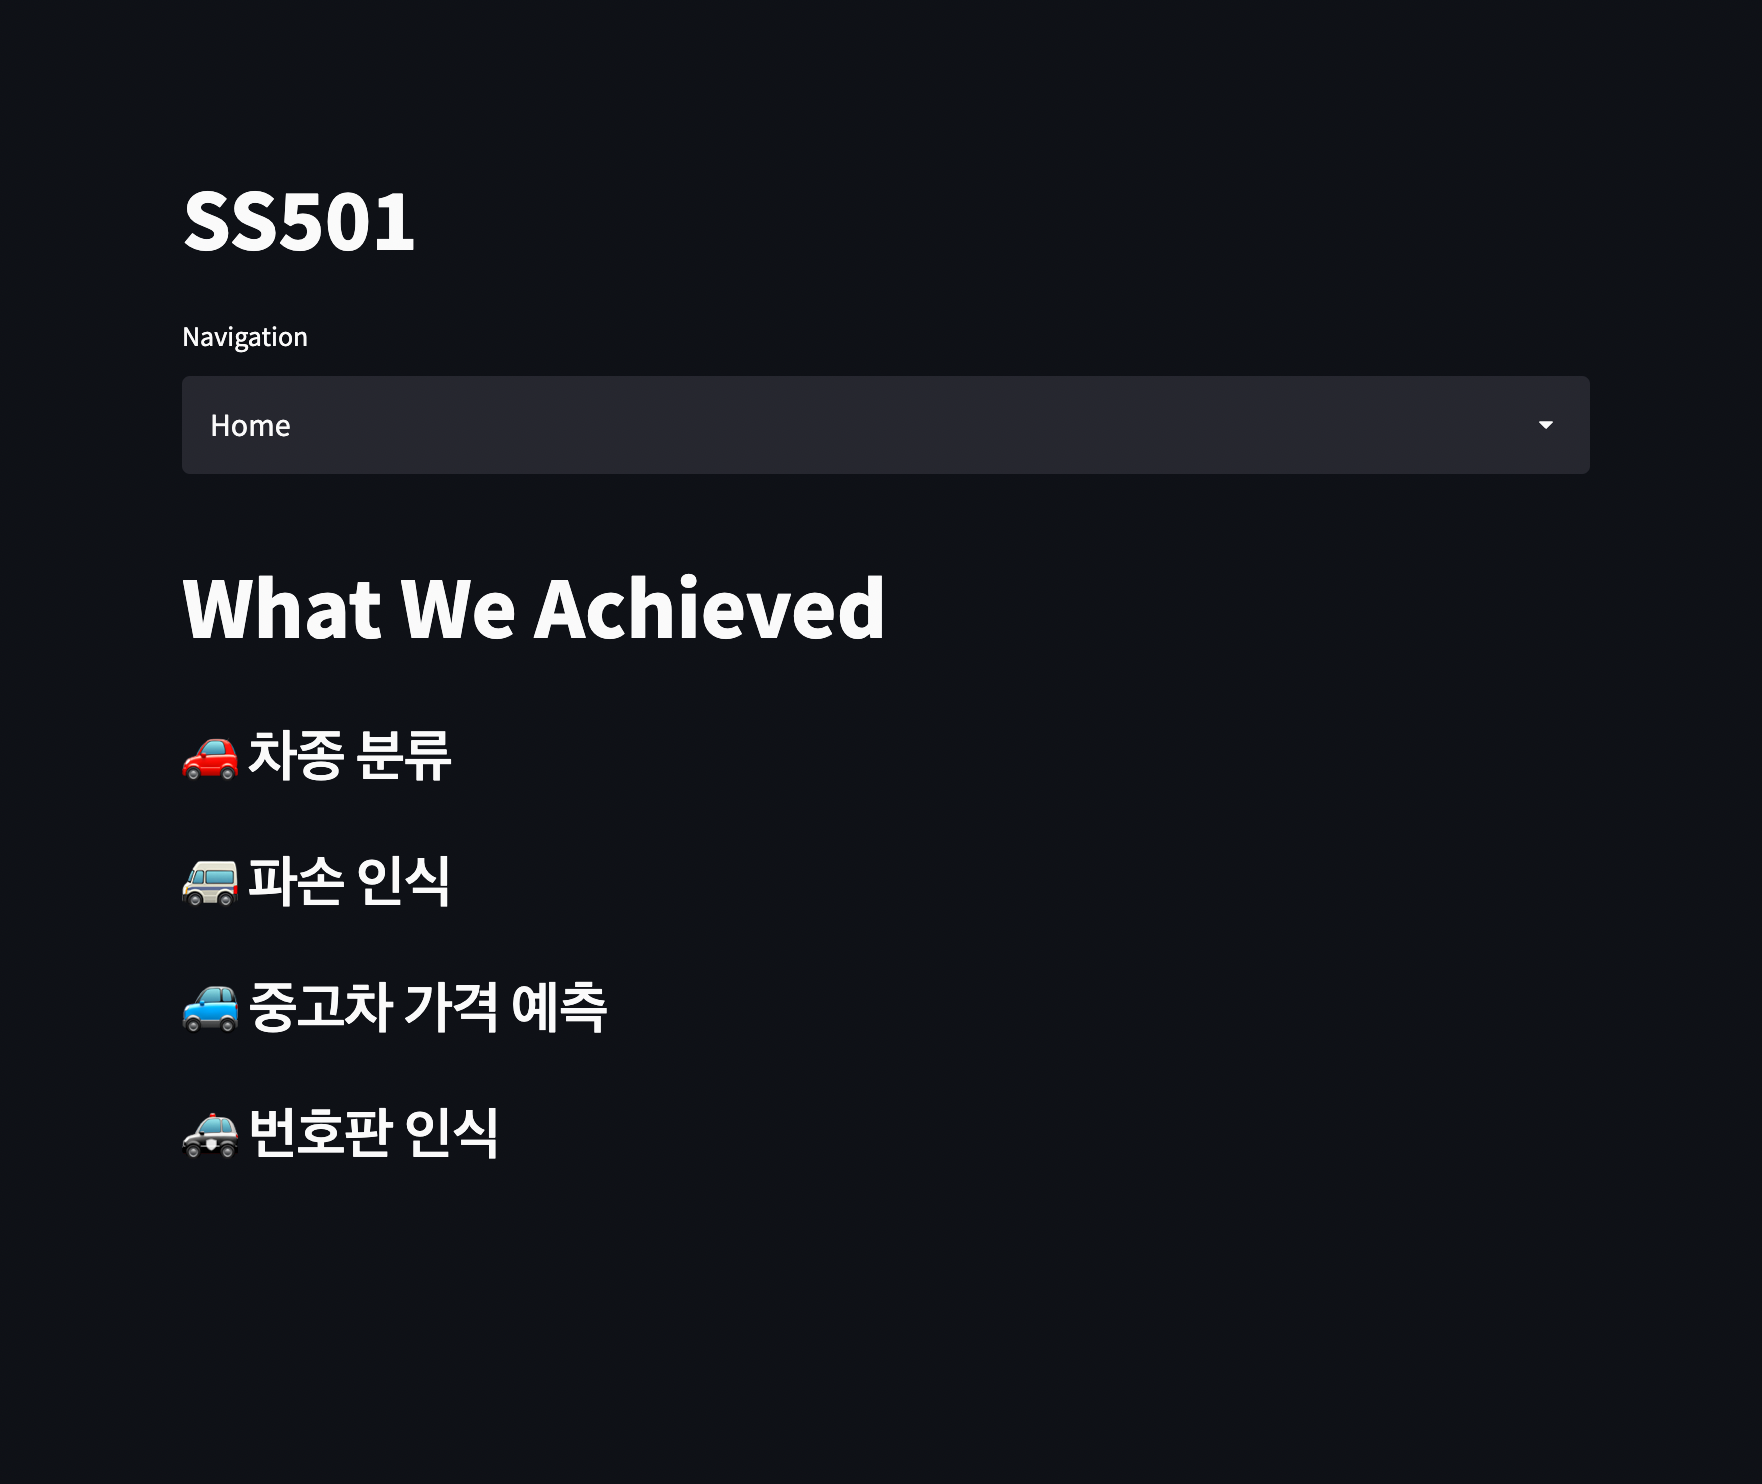 SS501
Navigation
Home
What We Achieved
🚗 차종 분류
🚐 파손 인식
🚙 중고차 가격 예측
🚓 번호판 인식